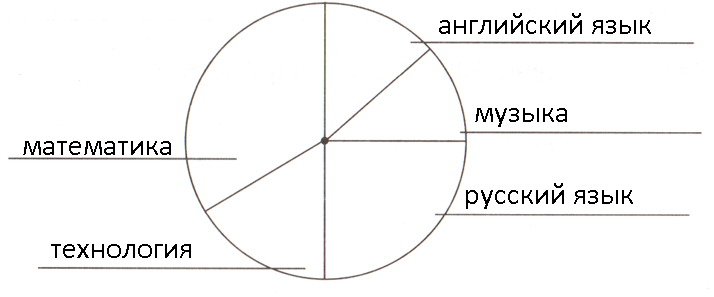 английский язык
музыка
математика
русский язык
технология